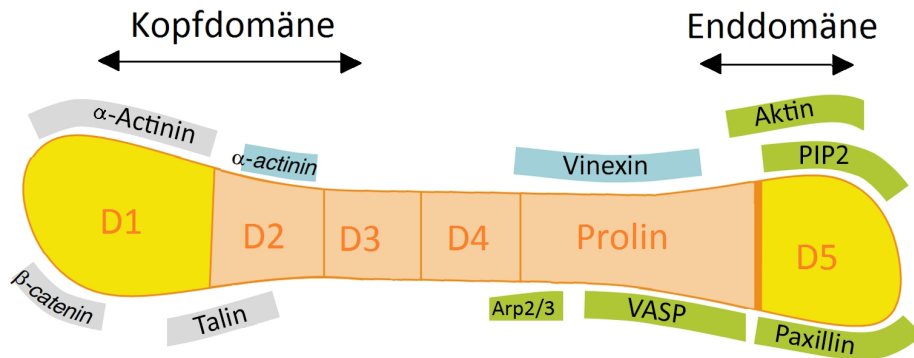 Kopfdomäne
Enddomäne
α-Actinin
Aktin
α-actinin
Vinexin
PIP2
D1
D2
D3
D4
Prolin
D5
β-catenin
Talin
Arp2/3
VASP
Paxillin